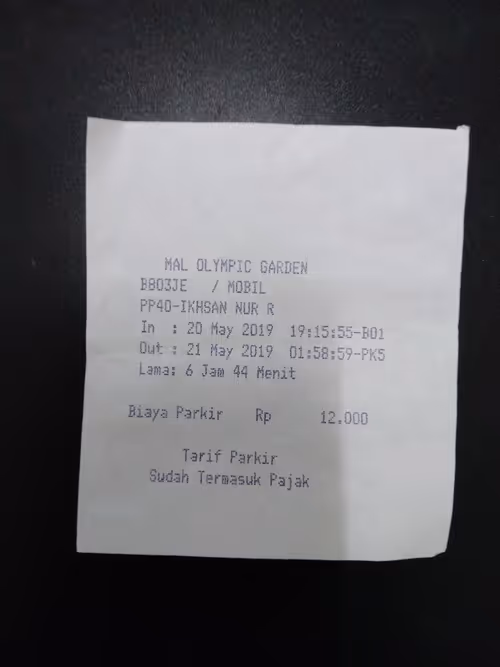 MAL OLYMPIC GARDEN
B803JE / MOBIL
PP40-IKHSAN NUR R
In : 20 May 2019 19:15:55-B01
Out : 21 May 2019 01:58:59-PK5
Lama: 6 Jam 44 Menit
Biaya Parkir Rp 12.000
Tarif Parkir
Sudah Termasuk Pajak